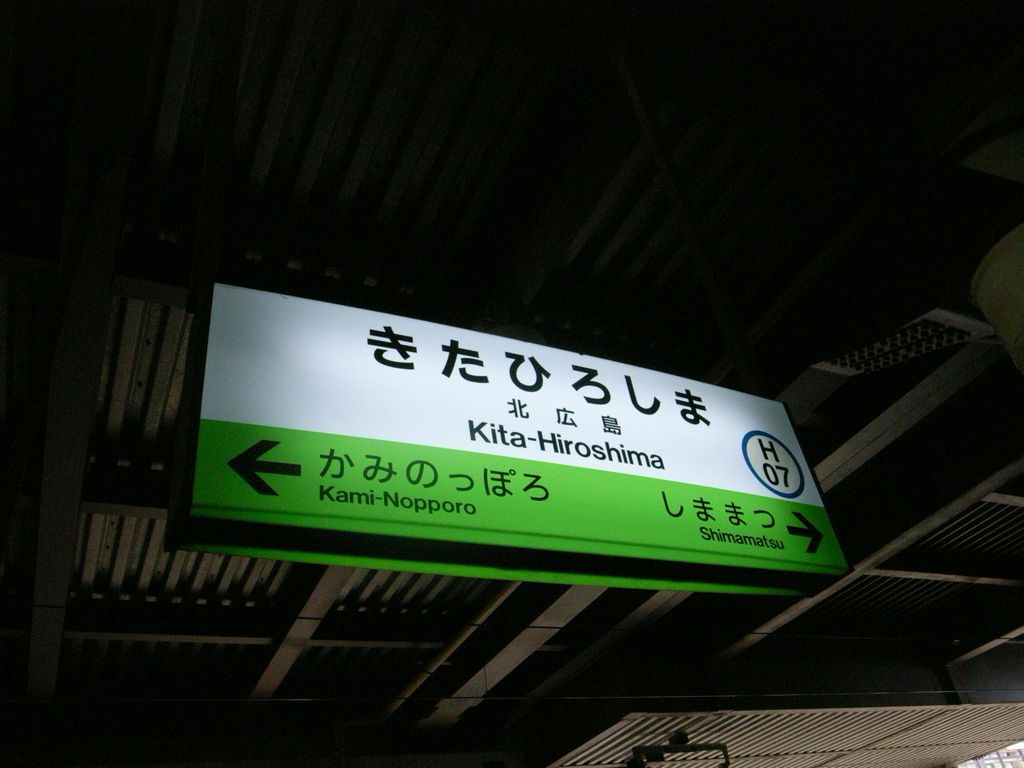 きたひろしま
北広島
Kita-Hiroshima
H
07
← かみのっぽろ
Kami-Nopporo
しままつ →
Shimamatsu